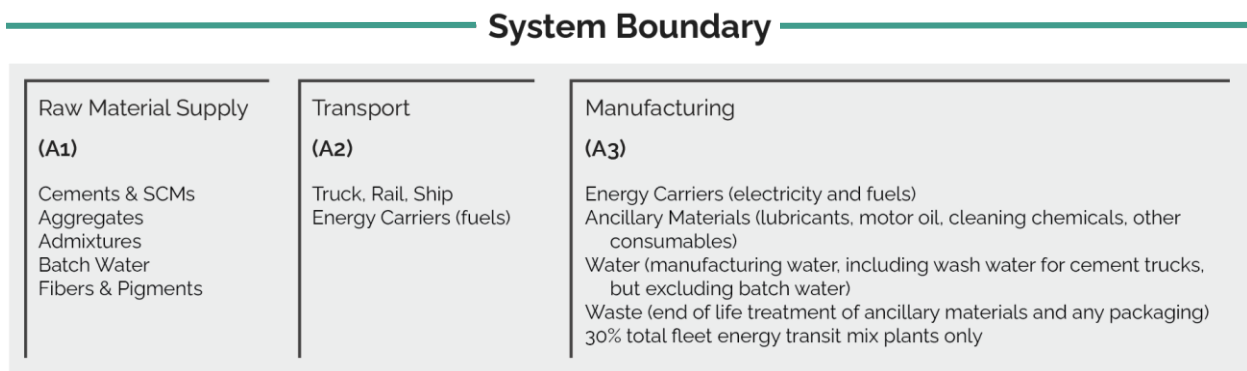 System Boundary
Raw Material Supply
(A1)
Cements & SCMs
Aggregates
Admixtures
Batch Water
Fibers & Pigments
Transport
(A2)
Truck, Rail, Ship
Energy Carriers (fuels)
Manufacturing
(A3)
Energy Carriers (electricity and fuels)
Ancillary Materials (lubricants, motor oil, cleaning chemicals, other
consumables)
Water (manufacturing water, including wash water for cement trucks,
but excluding batch water)
Waste (end of life treatment of ancillary materials and any packaging)
30% total fleet energy transit mix plants only